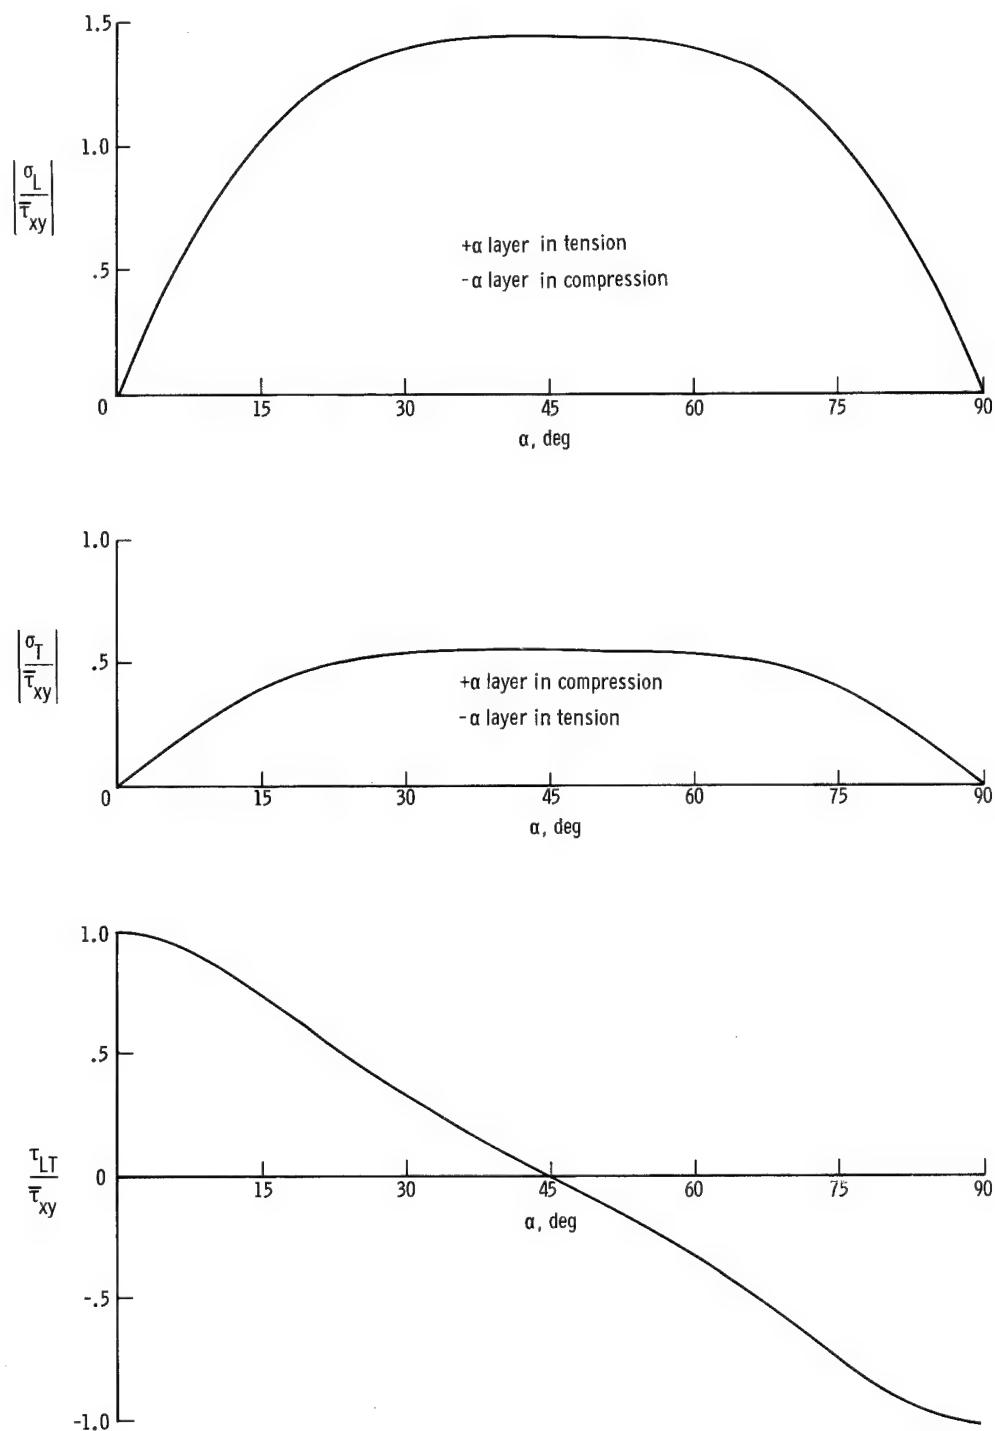 1.5
1.0
|σL/τ̿xy|
+α layer in tension
-α layer in compression
.5
0 15 30 45 60 75 90
α, deg
1.0
|σT/τ̿xy|
.5
+α layer in compression
-α layer in tension
0 15 30 45 60 75 90
α, deg
1.0
.5
τLT/τ̿xy
0
15 30 45 60 75 90
α, deg
-.5
-1.0